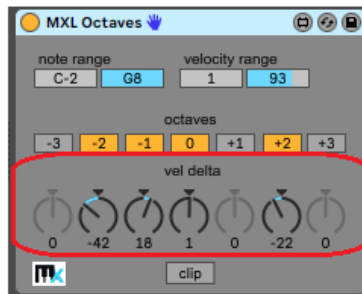 MXL Octaves
note range velocity range
C-2 G8 1 93
octaves
-3 -2 -1 0 +1 +2 +3
vel delta
0 -42 18 1 0 -22 0
mx clip